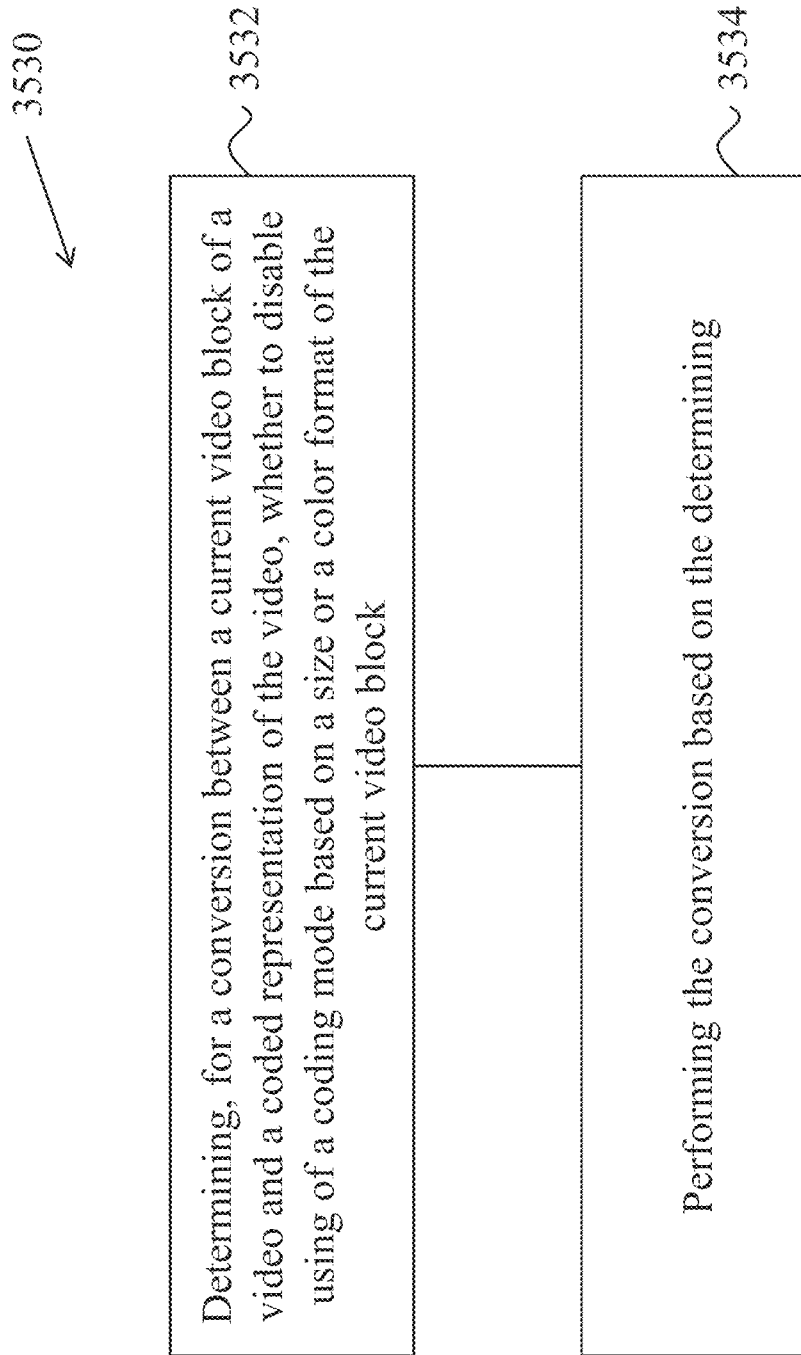 3530
Determining, for a conversion between a current video block of a
video and a coded representation of the video, whether to disable
using of a coding mode based on a size or a color format of the
current video block
3532
Performing the conversion based on the determining
3534